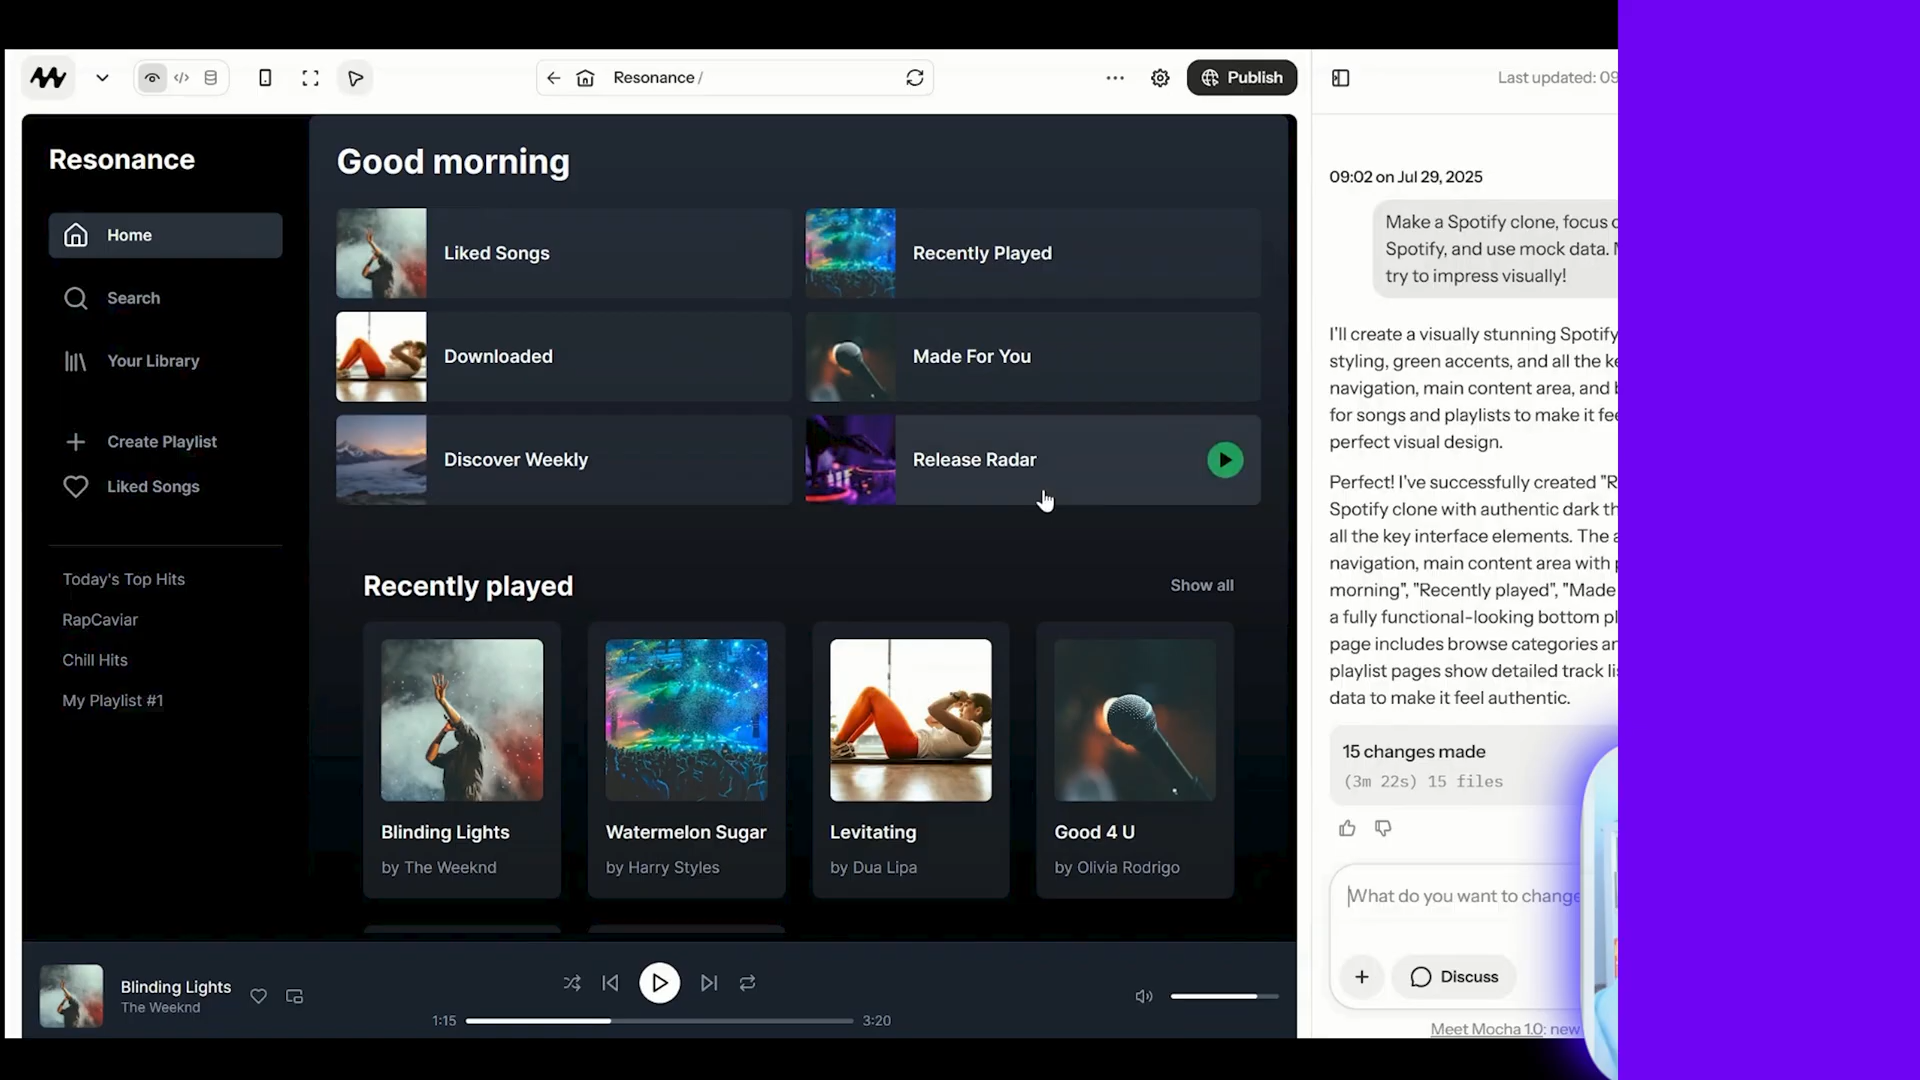 Resonance /
Publish
Last updated: 09
Resonance
Home
Search
Your Library
Create Playlist
Liked Songs
Today's Top Hits
RapCaviar
Chill Hits
My Playlist #1
Good morning
Liked Songs
Recently Played
Downloaded
Made For You
Discover Weekly
Release Radar
Recently played
Show all
Blinding Lights
by The Weeknd
Watermelon Sugar
by Harry Styles
Levitating
by Dua Lipa
Good 4 U
by Olivia Rodrigo
Blinding Lights
The Weeknd
1:15
3:20
09:02 on Jul 29, 2025
Make a Spotify clone, focus
Spotify, and use mock data.
try to impress visually!
I'll create a visually stunning Spotify
styling, green accents, and all the
navigation, main content area, and
for songs and playlists to make it
perfect visual design.
Perfect! I've successfully created "R
Spotify clone with authentic dark
all the key interface elements. The
navigation, main content area with
morning", "Recently played", "Made
a fully functional-looking bottom
page includes browse categories
playlist pages show detailed track
data to make it feel authentic.
15 changes made
(3m 22s) 15 files
What do you want to change
Discuss
Meet Mocha 1.0: new